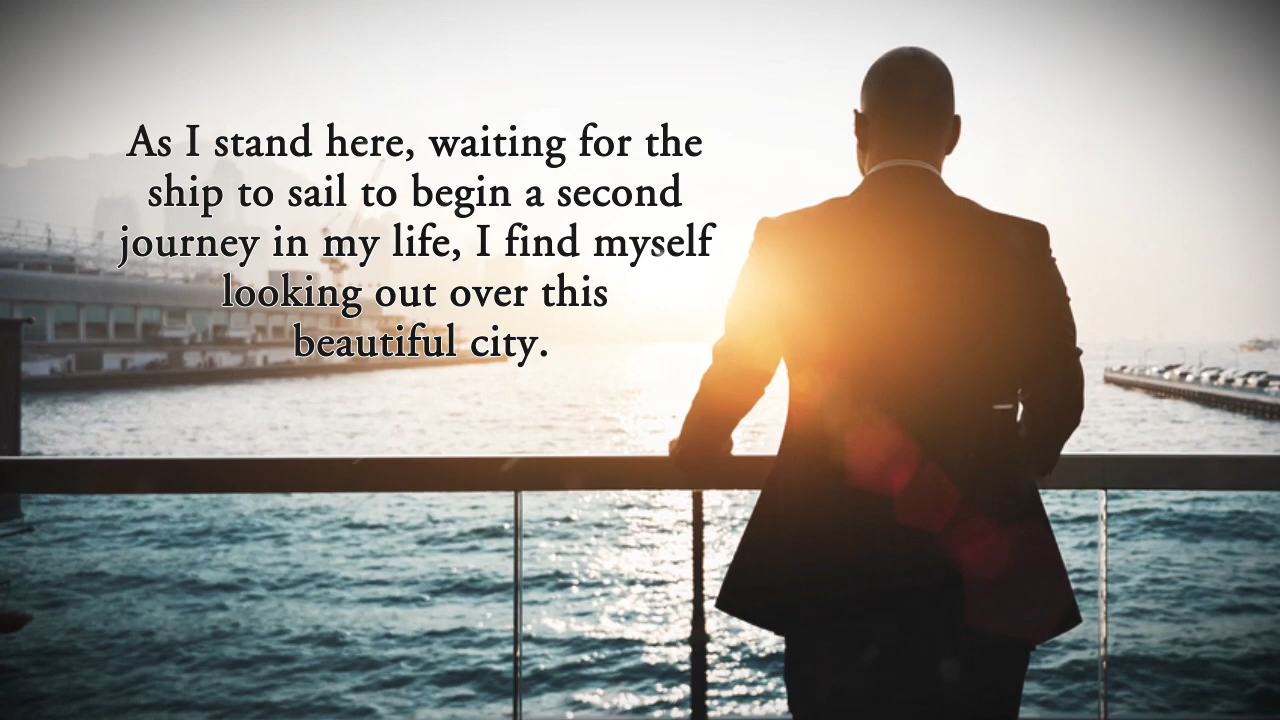 As I stand here, waiting for the
ship to sail to begin a second
journey in my life, I find myself
looking out over this
beautiful city.